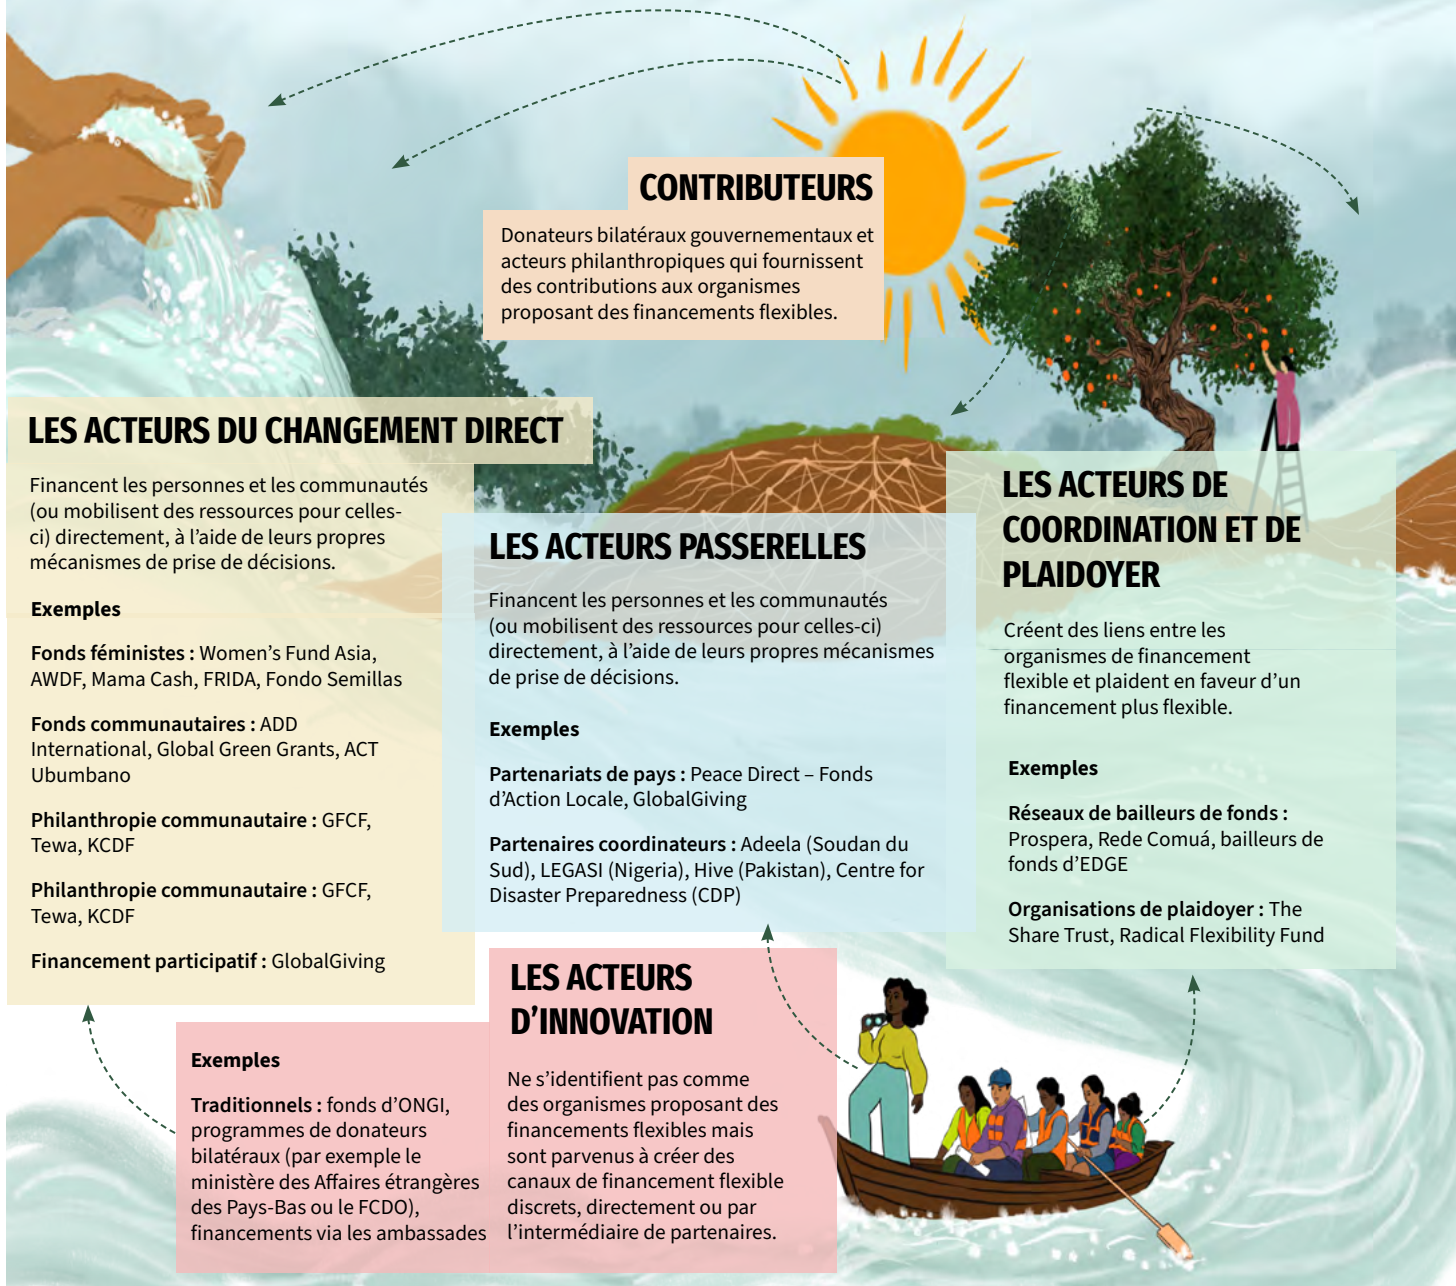 CONTRIBUTEURS
Donateurs bilatéraux gouvernementaux et
acteurs philanthropiques qui fournissent
des contributions aux organismes
proposant des financements flexibles.
LES ACTEURS DU CHANGEMENT DIRECT
Financent les personnes et les communautés
(ou mobilisent des ressources pour celles-
ci) directement, à l’aide de leurs propres
mécanismes de prise de décisions.
Exemples
Fonds féministes : Women’s Fund Asia,
AWDF, Mama Cash, FRIDA, Fondo Semillas
Fonds communautaires : ADD
International, Global Green Grants, ACT
Ubumbano
Philanthropie communautaire : GFCF,
Tewa, KCDF
Philanthropie communautaire : GFCF,
Tewa, KCDF
Financement participatif : GlobalGiving
LES ACTEURS PASSERELLES
Financent les personnes et les communautés
(ou mobilisent des ressources pour celles-ci)
directement, à l’aide de leurs propres mécanismes
de prise de décisions.
Exemples
Partenariats de pays : Peace Direct – Fonds
d’Action Locale, GlobalGiving
Partenaires coordinateurs : Adeela (Soudan du
Sud), LEGASI (Nigeria), Hive (Pakistan), Centre for
Disaster Preparedness (CDP)
LES ACTEURS DE
COORDINATION ET DE
PLAIDOYER
Créent des liens entre les
organismes de financement
flexible et plaident en faveur d’un
financement plus flexible.
Exemples
Réseaux de bailleurs de fonds :
Prospera, Rede Comuá, bailleurs de
fonds d’EDGE
Organisations de plaidoyer : The
Share Trust, Radical Flexibility Fund
LES ACTEURS
D’INNOVATION
Ne s’identifient pas comme
des organismes proposant des
financements flexibles mais
sont parvenus à créer des
canaux de financement flexible
discrets, directement ou par
l’intermédiaire de partenaires.
Exemples
Traditionnels : fonds d’ONGI,
programmes de donateurs
bilatéraux (par exemple le
ministère des Affaires étrangères
des Pays-Bas ou le FCDO),
financements via les ambassades